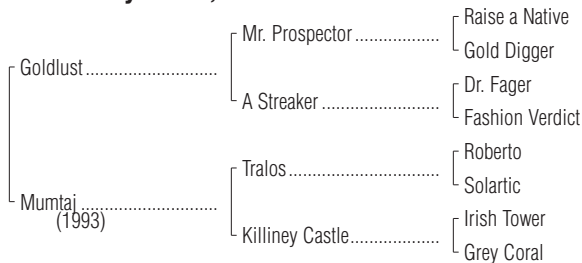 Raise a Native
Mr. Prospector
Gold Digger
Goldlust
Dr. Fager
A Streaker
Fashion Verdict
Roberto
Tralos
Solartic
Mumtaj
(1993)
Irish Tower
Killiney Castle
Grey Coral